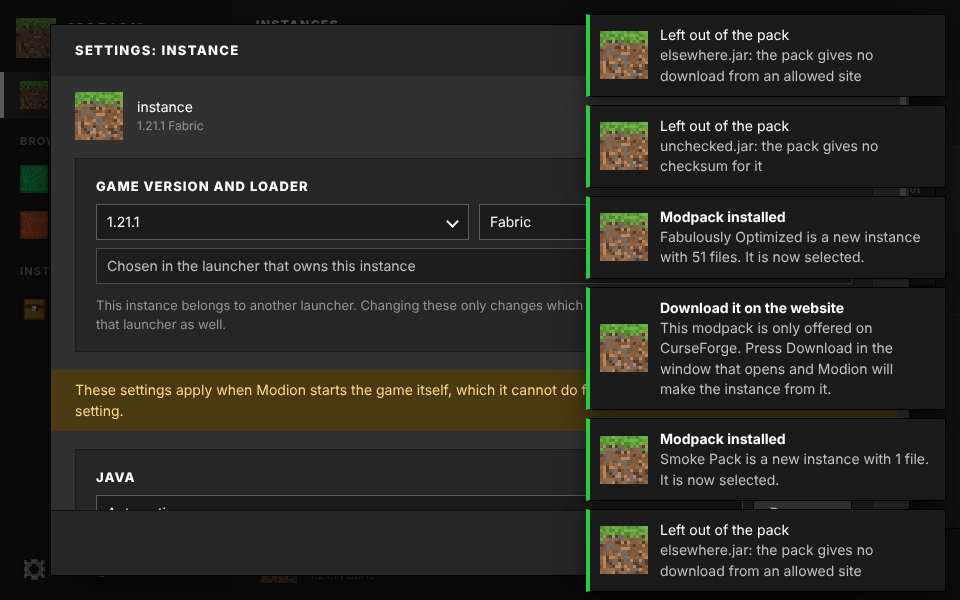 INSTANCES
SETTINGS: INSTANCE
instance
1.21.1 Fabric
GAME VERSION AND LOADER
1.21.1
Fabric
Chosen in the launcher that owns this instance
This instance belongs to another launcher. Changing these only changes which
that launcher as well.
These settings apply when Modion starts the game itself, which it cannot do f
setting.
JAVA
1.21.1 Fabric
Left out of the pack
elsewhere.jar: the pack gives no
download from an allowed site
Left out of the pack
unchecked.jar: the pack gives no
checksum for it
Modpack installed
Fabulously Optimized is a new instance
with 51 files. It is now selected.
Download it on the website
This modpack is only offered on
CurseForge. Press Download in the
window that opens and Modion will
make the instance from it.
Modpack installed
Smoke Pack is a new instance with 1 file.
It is now selected.
Left out of the pack
elsewhere.jar: the pack gives no
download from an allowed site